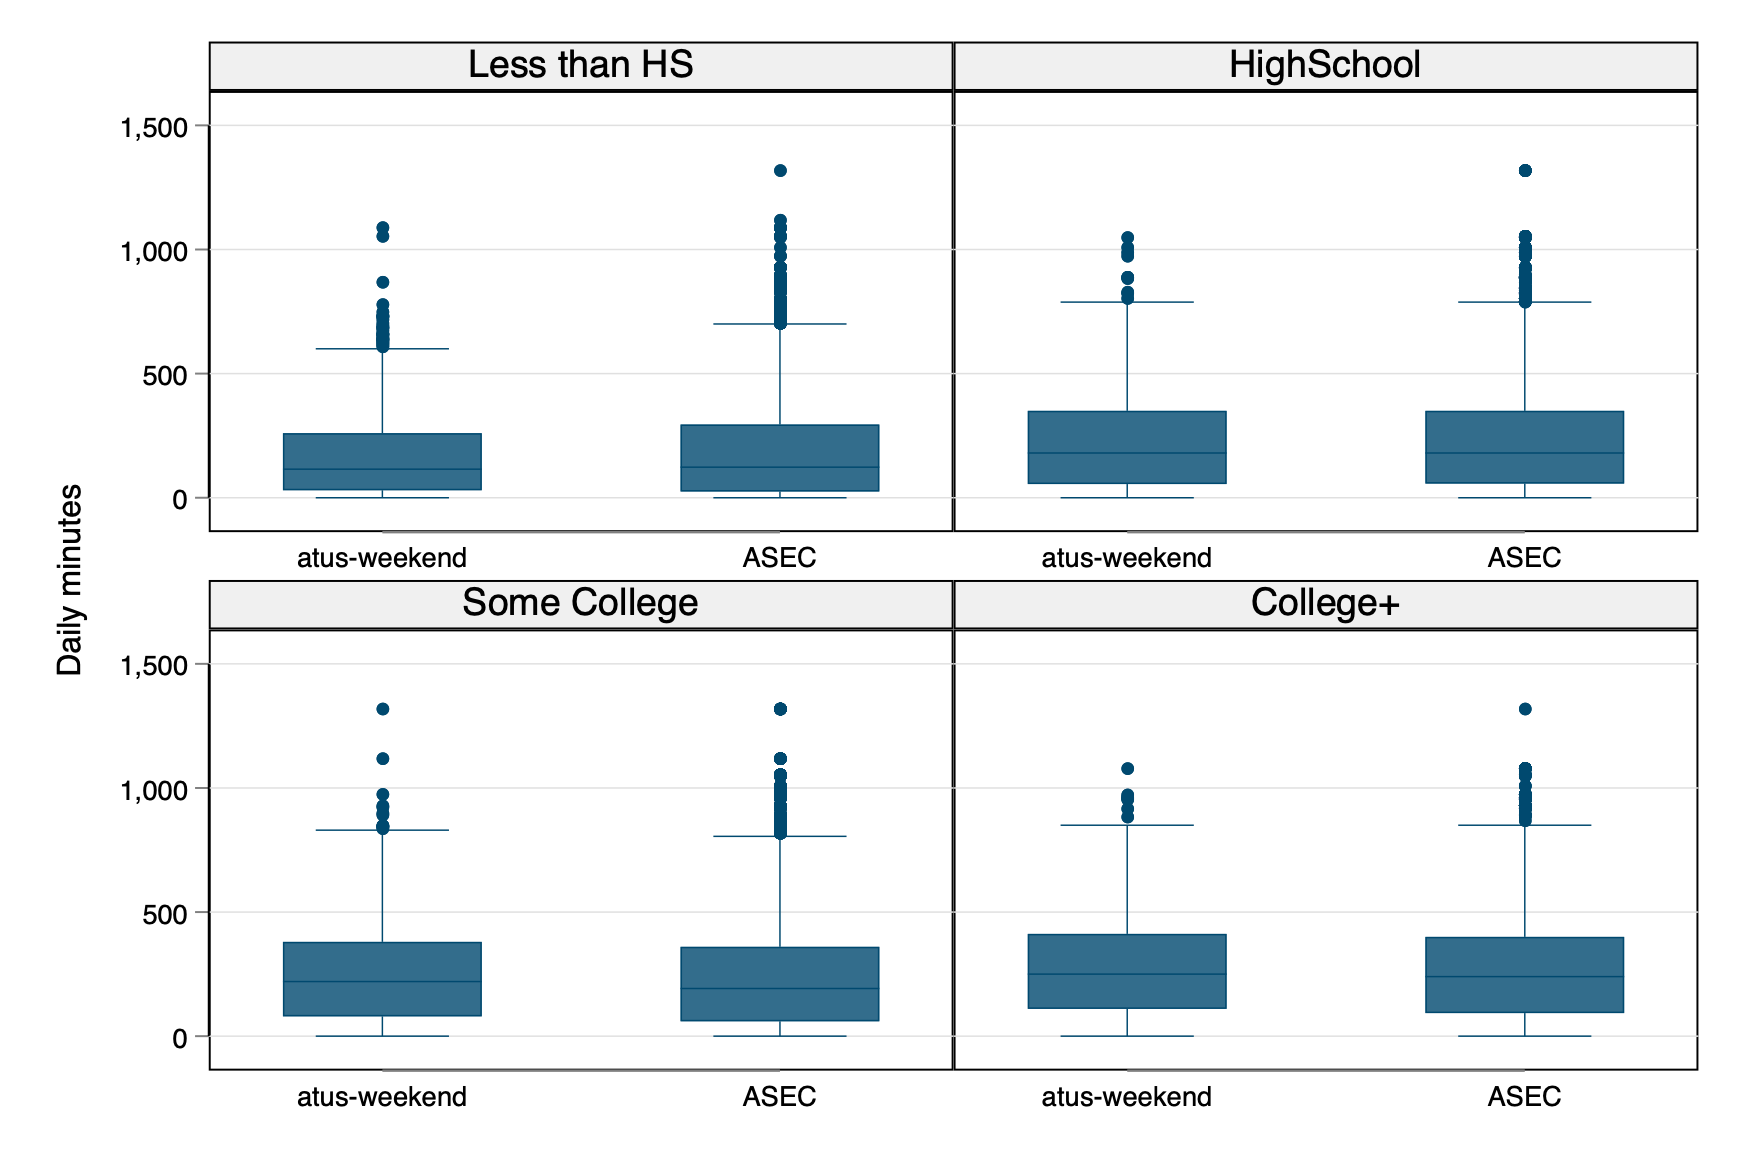 Less than HS
HighSchool
1,500
1,000
500
0
atus-weekend
ASEC
atus-weekend
ASEC
Daily minutes
Some College
College+
1,500
1,000
500
0
atus-weekend
ASEC
atus-weekend
ASEC